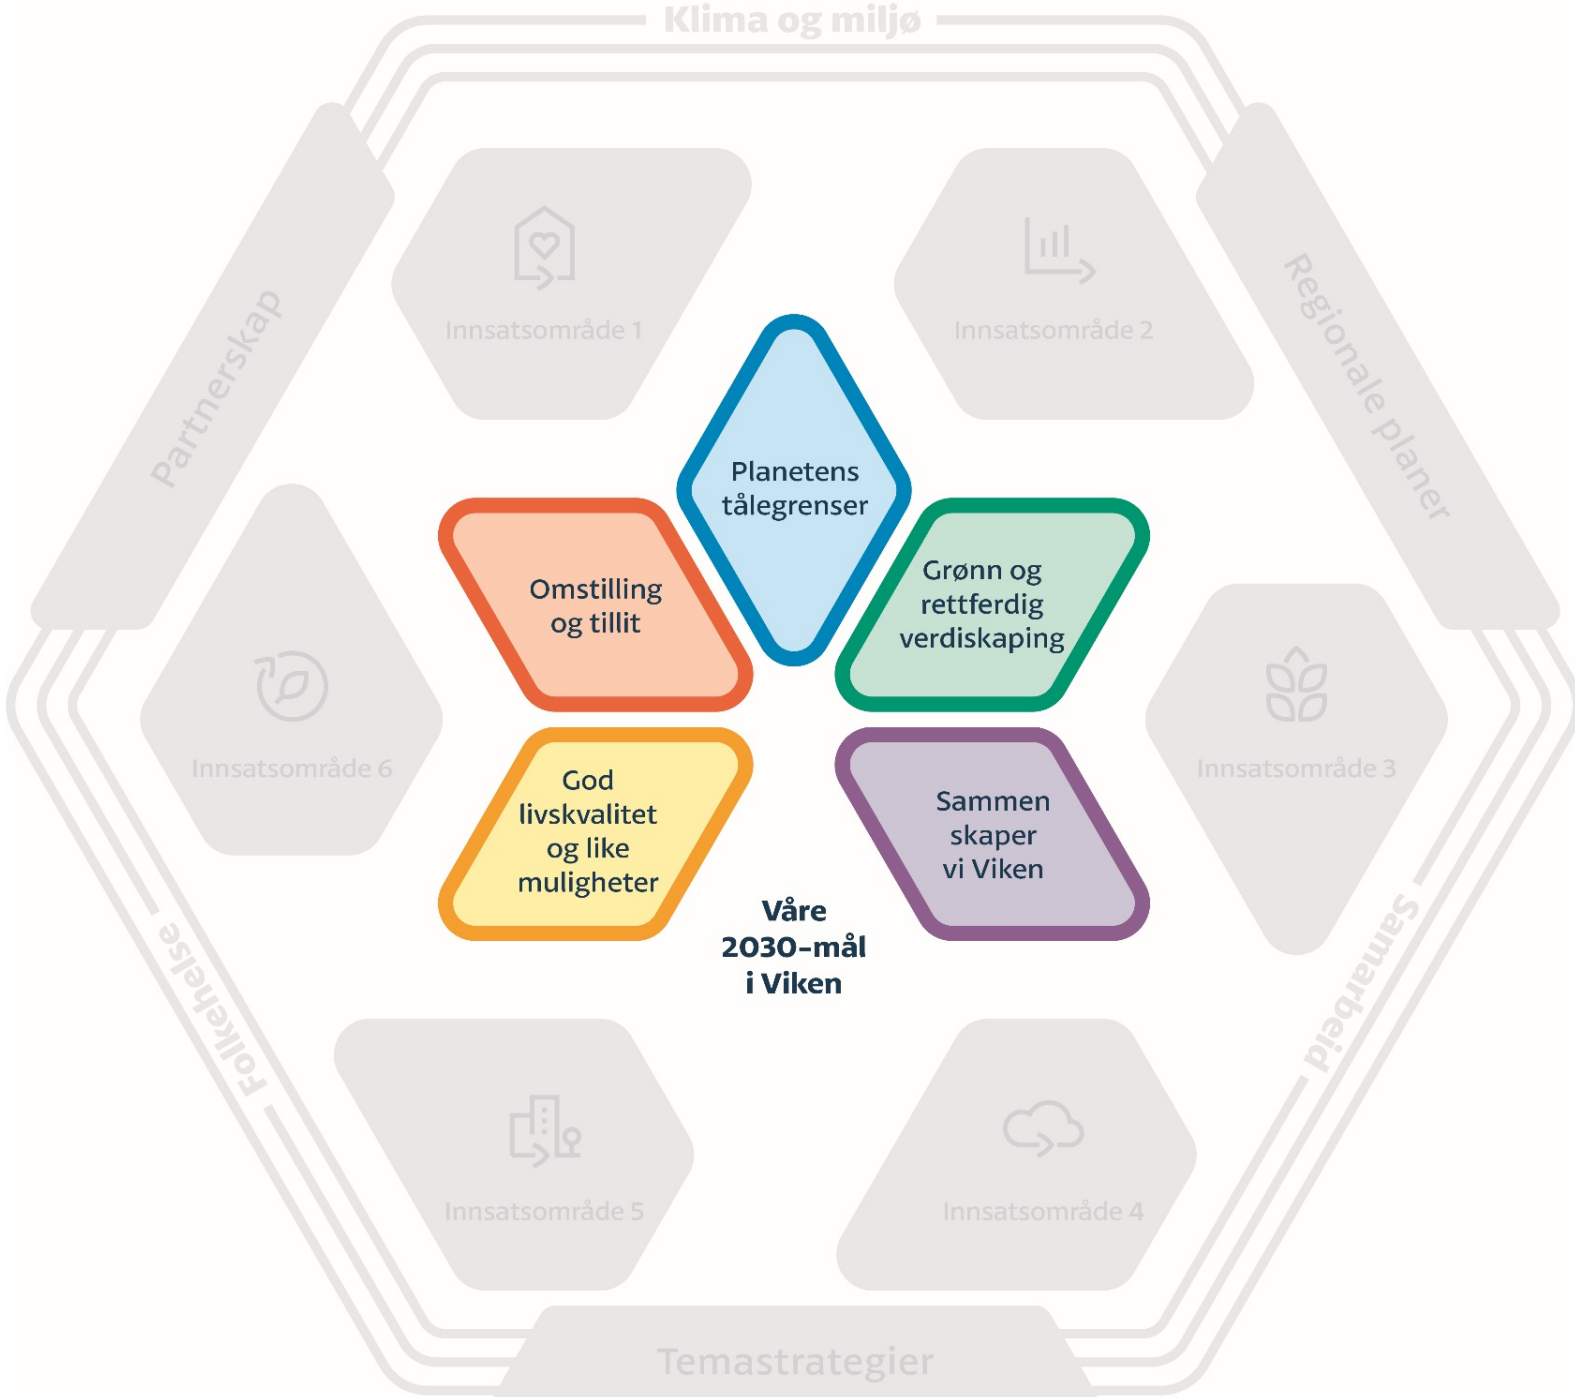 Klima og miljø
Partnerskap
Regionale planer
Innsatsområde 1
Innsatsområde 2
Planetens
tålegrenser
Omstilling
og tillit
Grønn og
rettferdig
verdiskaping
Innsatsområde 6
Innsatsområde 3
God
livskvalitet
og like
muligheter
Sammen
skaper
vi Viken
Våre
2030-mål
i Viken
Folkehelse
Samarbeid
Innsatsområde 5
Innsatsområde 4
Temastrategier